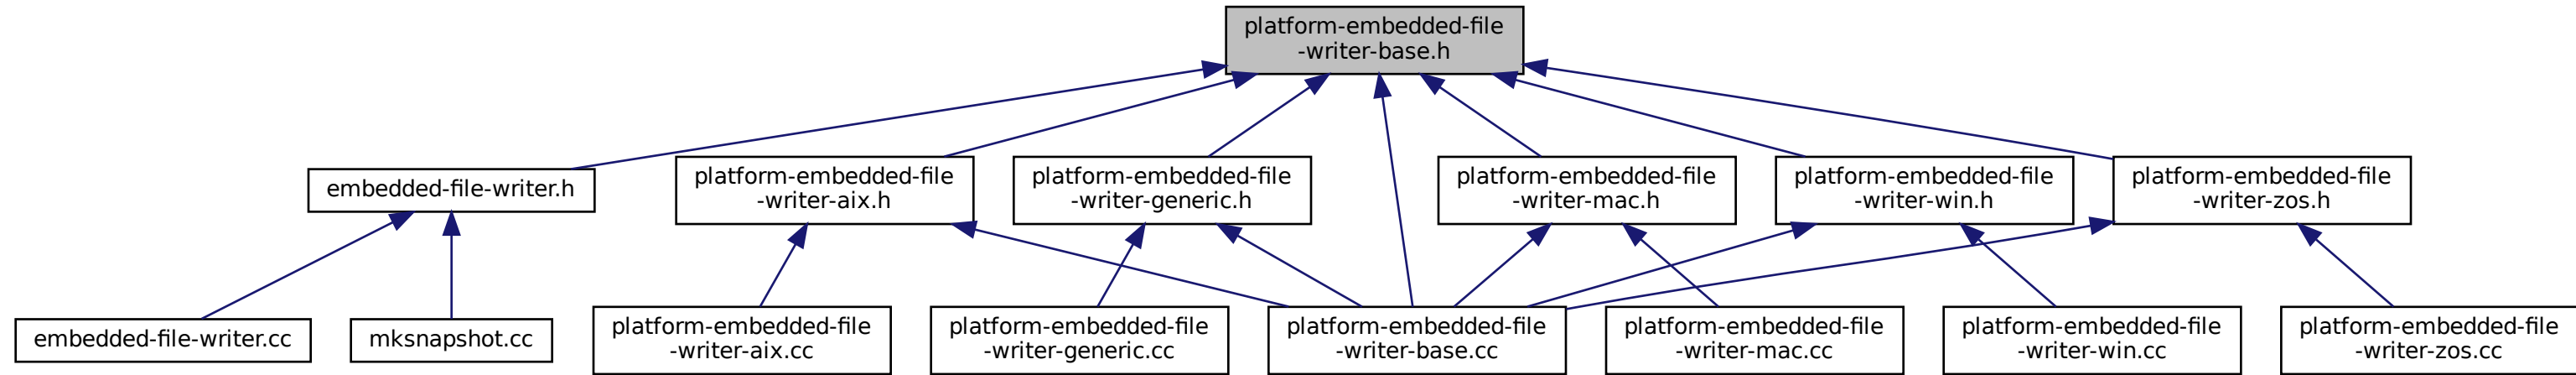 platform-embedded-file
-writer-base.h
embedded-file-writer.h
platform-embedded-file
-writer-aix.h
platform-embedded-file
-writer-generic.h
platform-embedded-file
-writer-mac.h
platform-embedded-file
-writer-win.h
platform-embedded-file
-writer-zos.h
embedded-file-writer.cc
mksnapshot.cc
platform-embedded-file
-writer-aix.cc
platform-embedded-file
-writer-generic.cc
platform-embedded-file
-writer-base.cc
platform-embedded-file
-writer-mac.cc
platform-embedded-file
-writer-win.cc
platform-embedded-file
-writer-zos.cc